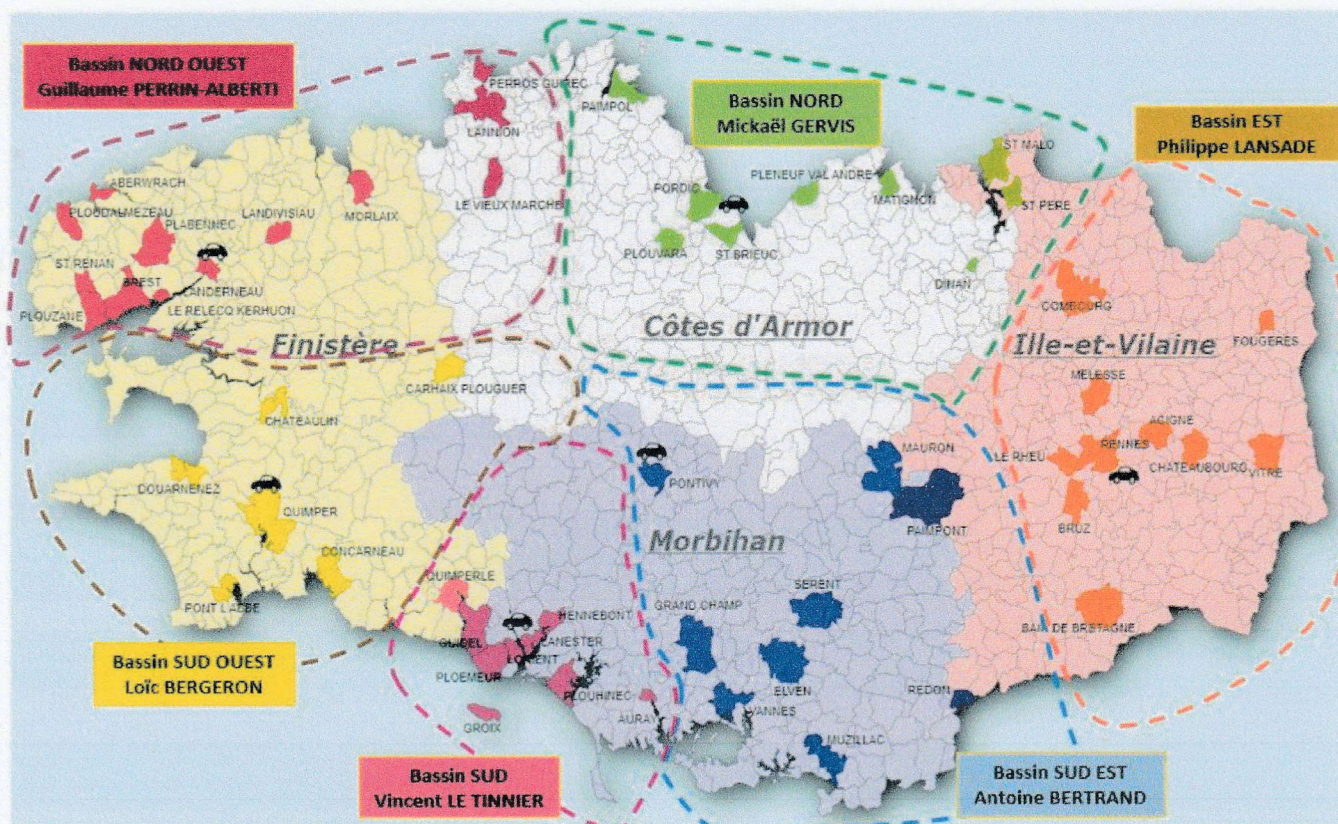 Bassin NORD OUEST
Guillaume PERRIN-ALBERTI
Bassin NORD
Mickaël GERVIS
Bassin EST
Philippe LANSADE
PERROS GUIREC
PAIMPOL
LANNION
ST MALO
ABERWRACH
PLOUDALMEZEAU
PLABENNEC
LANDIVISIAU
MORLAIX
LE VIEUX MARCHE
PORDIC
PLENEUF VAL ANDRE
MATIGNON
ST PERE
ST RENAN
BREST
LANDERNEAU
PLOUVARA
ST BRIEUC
DINAN
PLOUZANE
LE RELECQ KERHUON
COMBOURG
Finistère
Côtes d'Armor
Ille-et-Vilaine
FOUGERES
CARHAIX PLOUGUER
MELESSE
CHATEAULIN
ACIGNE
MAURON
LE RHEU
RENNES
CHATEAUBOURG
VITRE
DOUARNENEZ
PONTIVY
QUIMPER
PAIMPONT
BRUZ
Morbihan
CONCARNEAU
QUIMPERLE
SERENT
PONT L'ABBE
GRAND CHAMP
HENNEBONT
GUIDEL
LANESTER
LORIENT
BAIN DE BRETAGNE
Bassin SUD OUEST
Loïc BERGERON
PLOEMEUR
PLOUHINEC
ELVEN
REDON
GROIX
AURAY
VANNES
MUZILLAC
Bassin SUD
Vincent LE TINNIER
Bassin SUD EST
Antoine BERTRAND